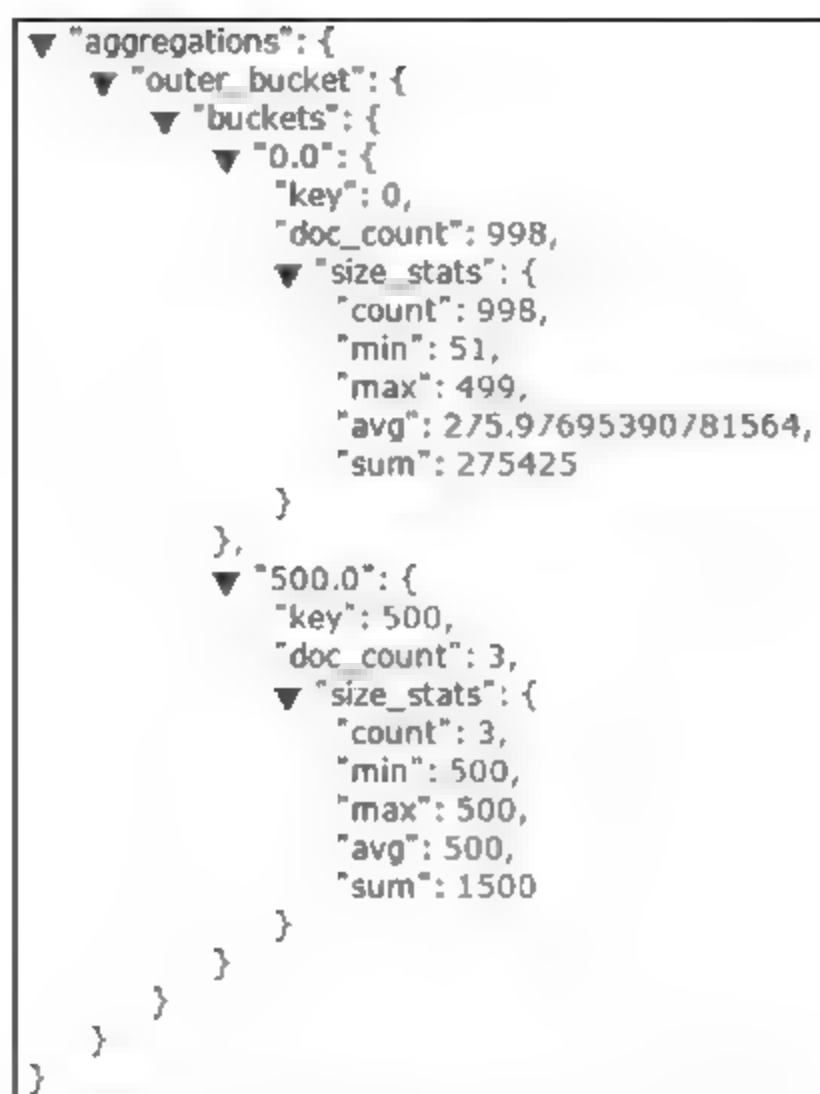 "aggregations": {
"outer_bucket": {
"buckets": {
"0.0": {
"key": 0,
"doc_count": 998,
"size_stats": {
"count": 998,
"min": 51,
"max": 499,
"avg": 275.97695390781564,
"sum": 275425
}
},
"500.0": {
"key": 500,
"doc_count": 3,
"size_stats": {
"count": 3,
"min": 500,
"max": 500,
"avg": 500,
"sum": 1500
}
}
}
}
}